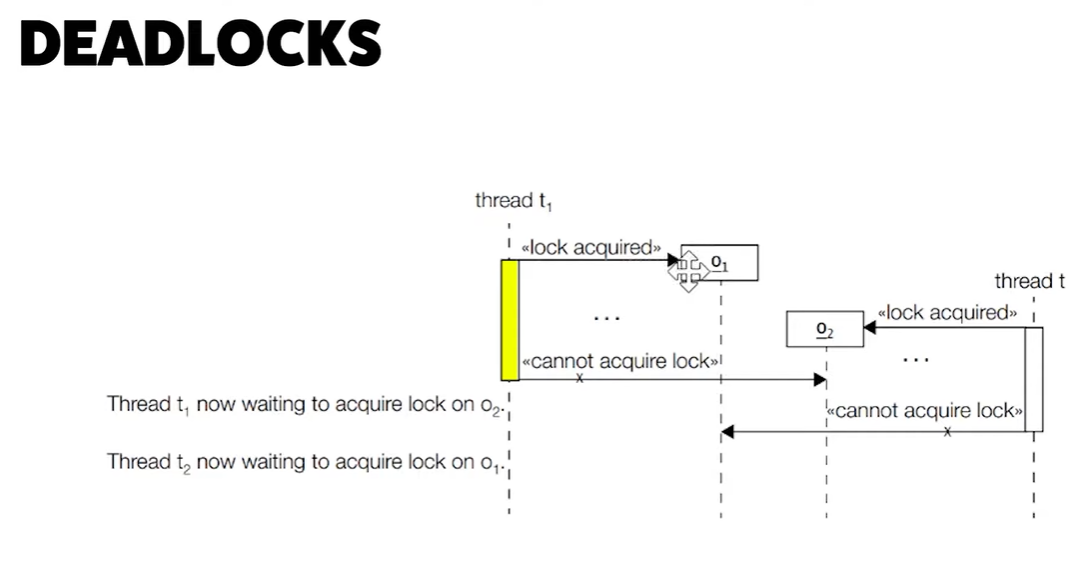 DEADLOCKS
thread t₁
«lock acquired»
o₁
thread t
«lock acquired»
o₂
...
...
«cannot acquire lock»
x
Thread t₁ now waiting to acquire lock on o₂.
«cannot acquire lock»
x
Thread t₂ now waiting to acquire lock on o₁.